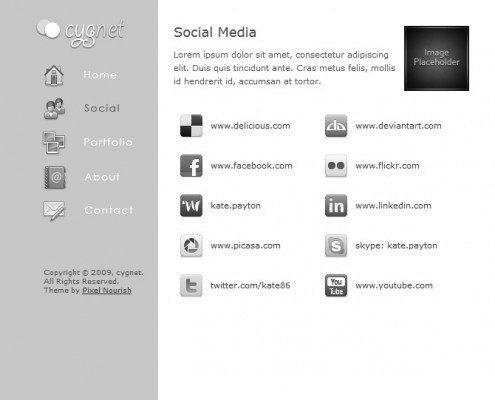 cygnet
Home
Social
Portfolio
About
Contact
Copyright © 2009, cygnet.
All Rights Reserved.
Theme by Pixel Nourish
Social Media
Lorem ipsum dolor sit amet, consectetur adipiscing
elit. Duis quis tincidunt ante. Cras metus felis, mollis
id hendrerit id, accumsan at tortor.
Image
Placeholder
www.delicious.com
www.deviantart.com
www.facebook.com
www.flickr.com
kate.payton
in
www.linkedin.com
www.picasa.com
skype: kate.payton
twitter.com/kate86
You
Tube
www.youtube.com